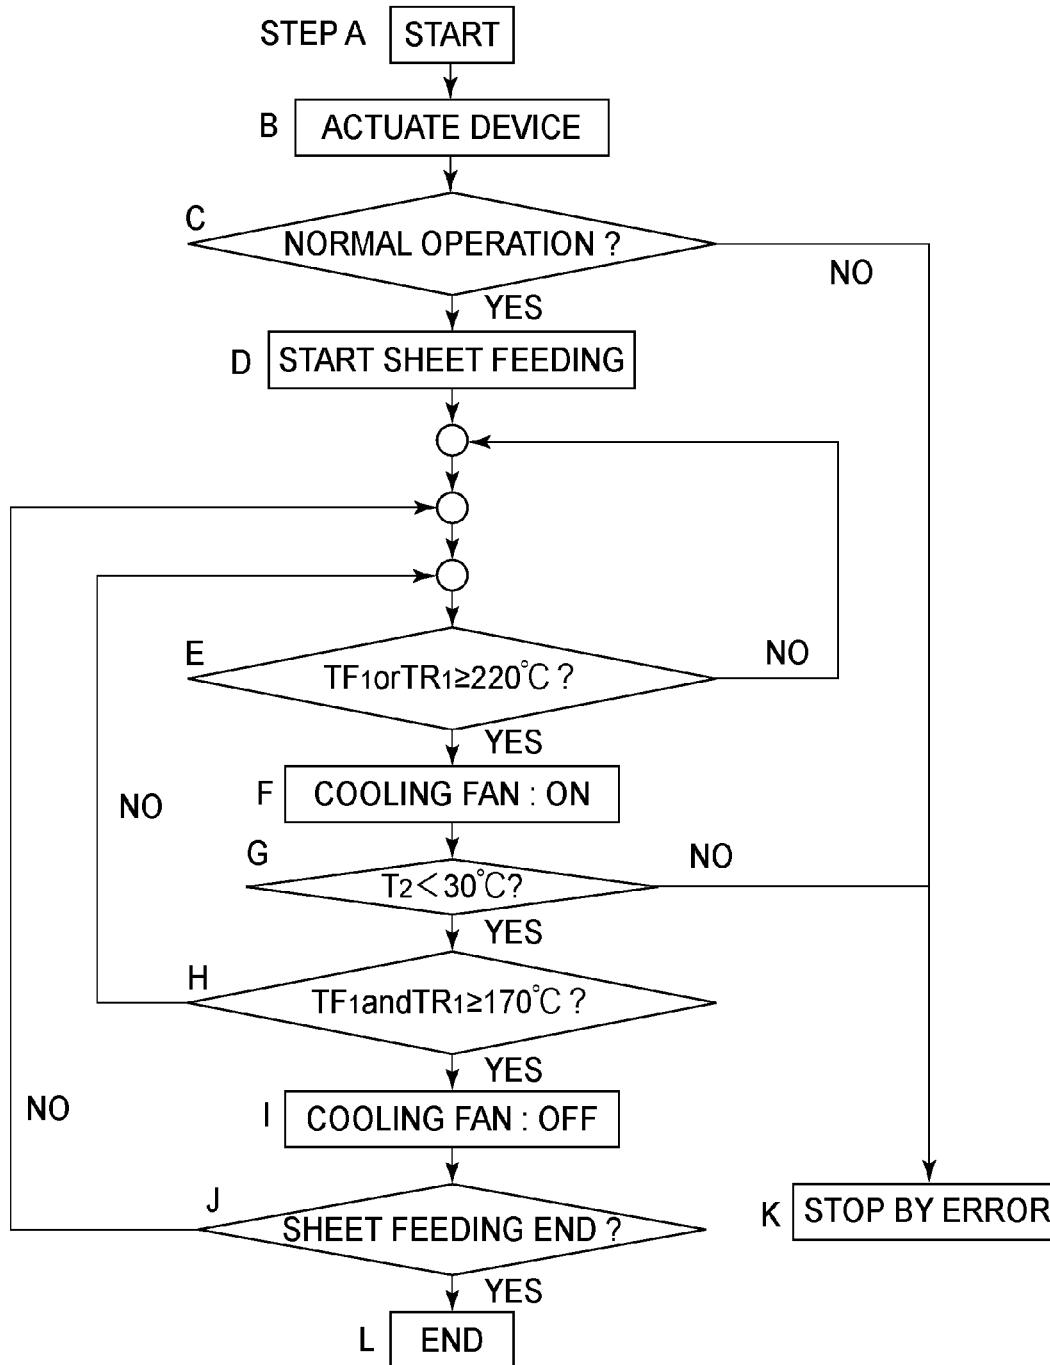 STEP A START
B ACTUATE DEVICE
C NORMAL OPERATION ?
NO
YES
D START SHEET FEEDING
E TF1orTR1≥220℃ ?
NO
YES
F COOLING FAN : ON
NO
G T2<30℃?
NO
YES
H TF1andTR1≥170℃ ?
YES
I COOLING FAN : OFF
NO
J SHEET FEEDING END ?
K STOP BY ERROR
YES
L END